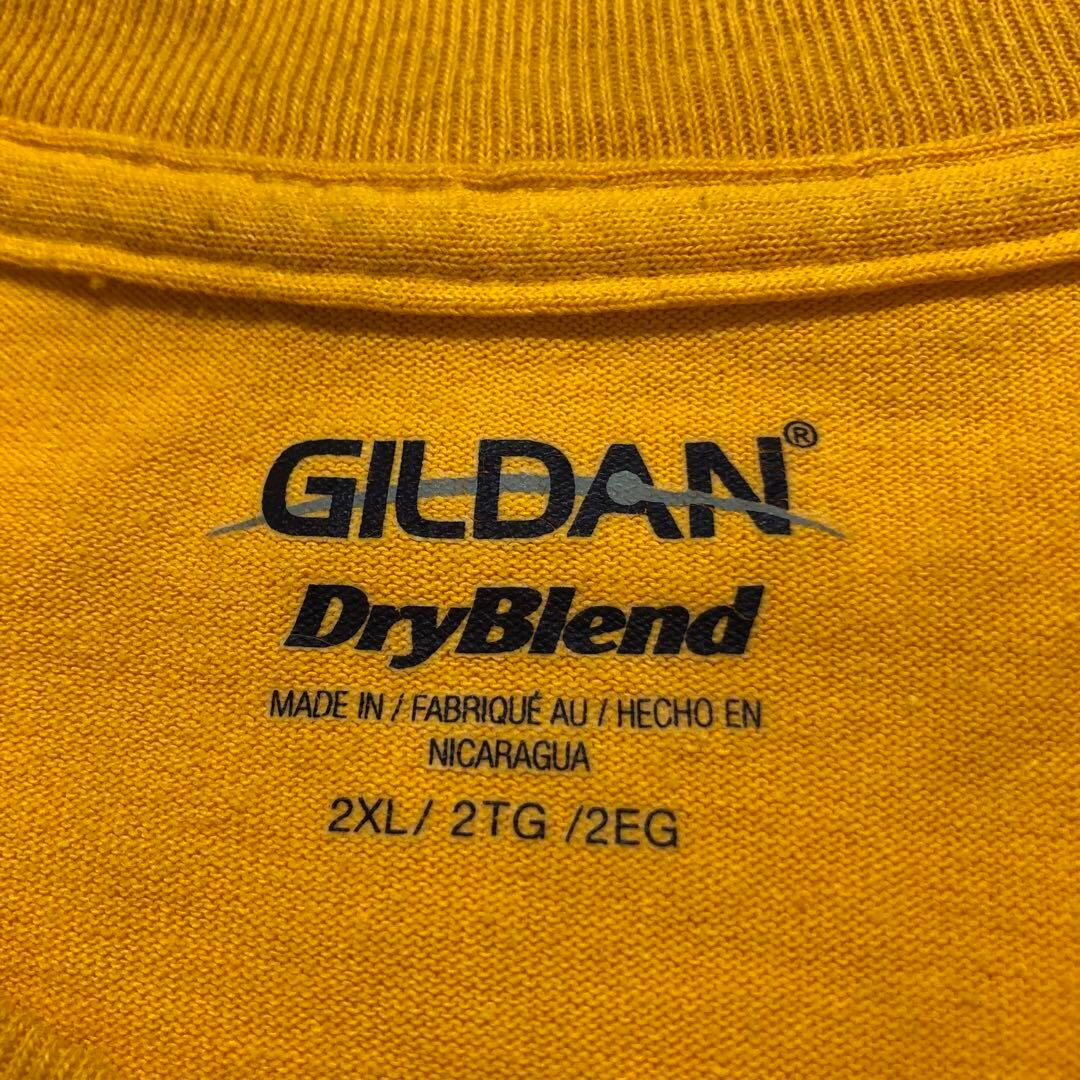 GILDAN®
DryBlend
MADE IN / FABRIQUÉ AU / HECHO EN
NICARAGUA
2XL/ 2TG /2EG